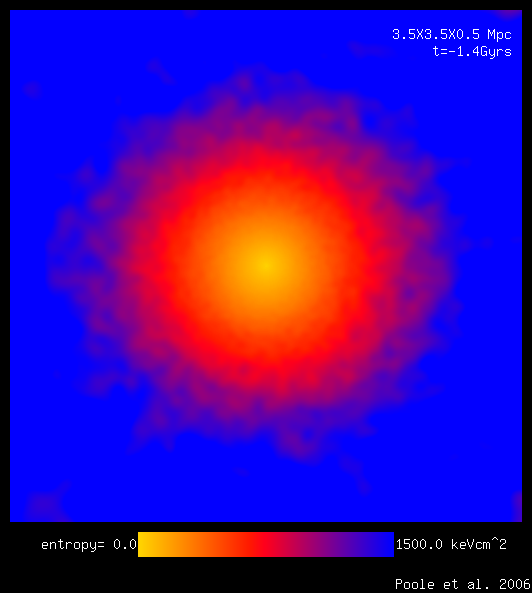 3.5X3.5X0.5 Mpc
t=-1.4Gyrs
entropy= 0.0 1500.0 keVcm^2
Poole et al. 2006